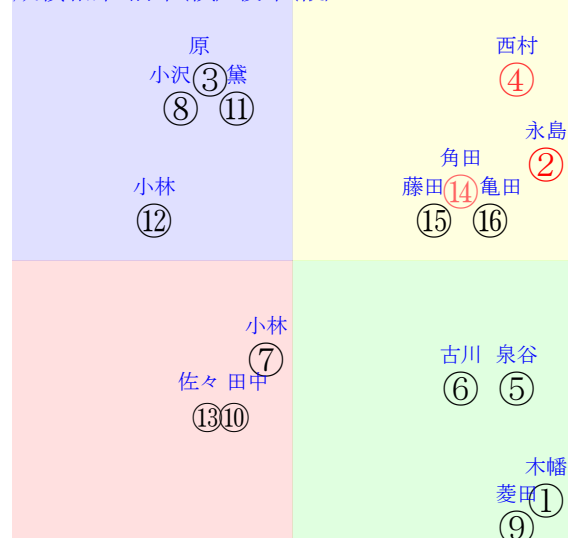 原
小沢 ③ 黛
⑧ ⑪
小林
⑫
西村
④
永島
②
角田
藤田 ⑭ 亀田
⑮ ⑯
小林
⑦
佐々 田中
⑬⑩
古川 泉谷
⑥ ⑤
木幡
菱田 ①
⑨